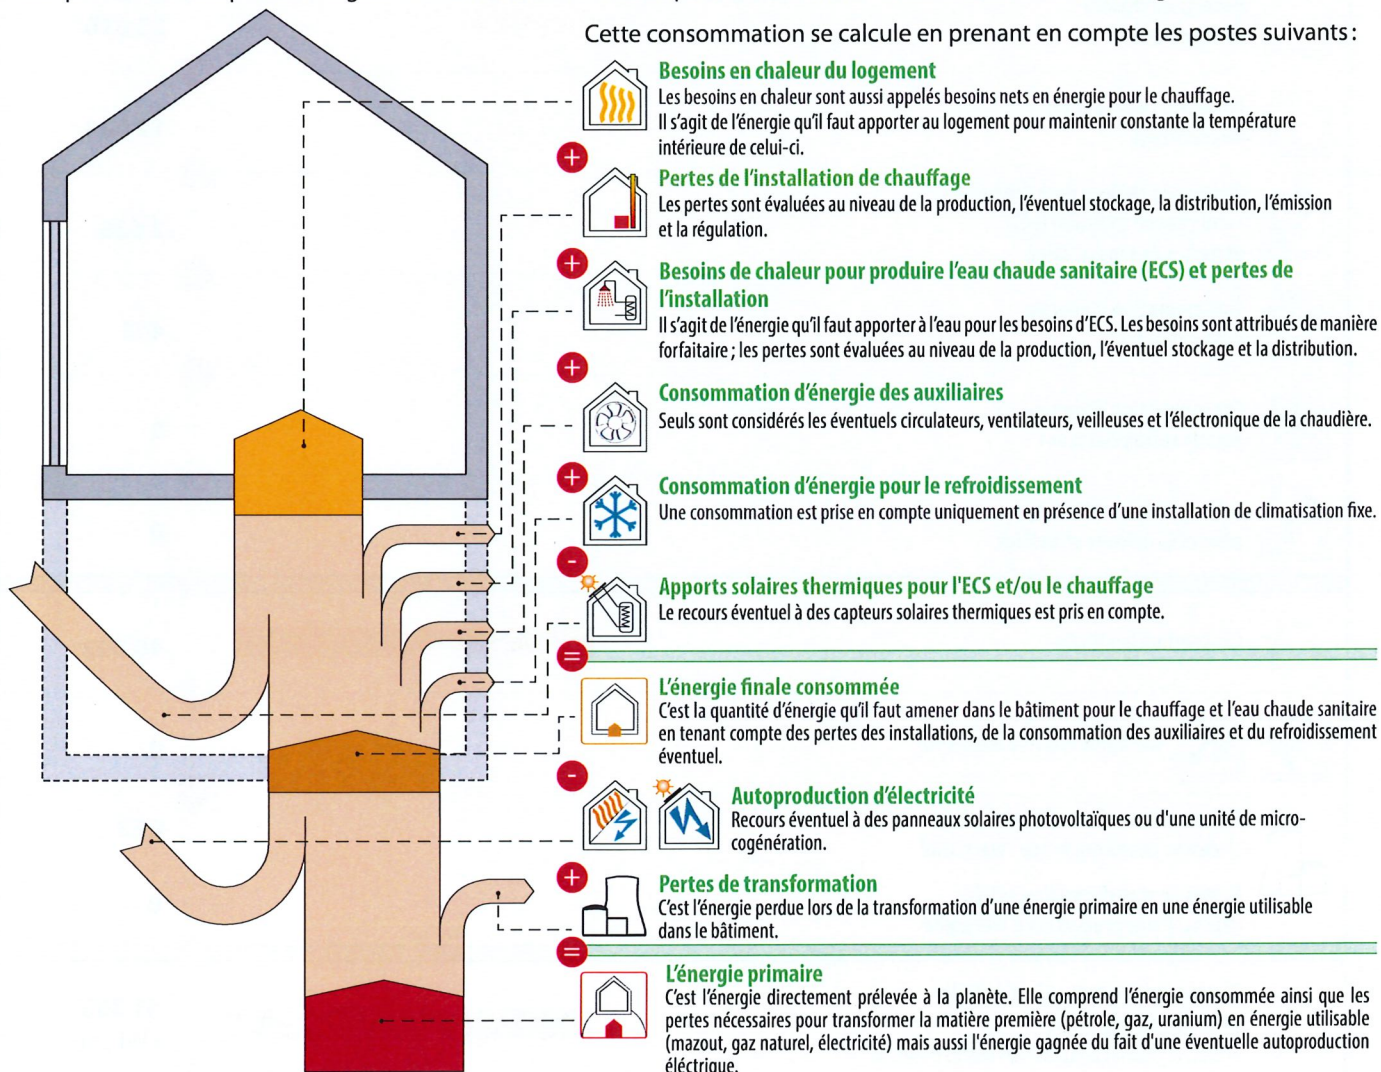 Cette consommation se calcule en prenant en compte les postes suivants :
Besoins en chaleur du logement
Les besoins en chaleur sont aussi appelés besoins nets en énergie pour le chauffage.
Il s'agit de l'énergie qu'il faut apporter au logement pour maintenir constante la température
intérieure de celui-ci.
+
Pertes de l'installation de chauffage
Les pertes sont évaluées au niveau de la production, l'éventuel stockage, la distribution, l'émission
et la régulation.
+
Besoins de chaleur pour produire l'eau chaude sanitaire (ECS) et pertes de
l'installation
Il s'agit de l'énergie qu'il faut apporter à l'eau pour les besoins d'ECS. Les besoins sont attribués de manière
forfaitaire ; les pertes sont évaluées au niveau de la production, l'éventuel stockage et la distribution.
+
Consommation d'énergie des auxiliaires
Seuls sont considérés les éventuels circulateurs, ventilateurs, veilleuses et l'électronique de la chaudière.
+
Consommation d'énergie pour le refroidissement
Une consommation est prise en compte uniquement en présence d'une installation de climatisation fixe.
-
Apports solaires thermiques pour l'ECS et/ou le chauffage
Le recours éventuel à des capteurs solaires thermiques est pris en compte.
=
L'énergie finale consommée
C'est la quantité d'énergie qu'il faut amener dans le bâtiment pour le chauffage et l'eau chaude sanitaire
en tenant compte des pertes des installations, de la consommation des auxiliaires et du refroidissement
éventuel.
-
Autoproduction d'électricité
Recours éventuel à des panneaux solaires photovoltaïques ou d'une unité de micro-
cogénération.
+
Pertes de transformation
C'est l'énergie perdue lors de la transformation d'une énergie primaire en une énergie utilisable
dans le bâtiment.
=
L'énergie primaire
C'est l'énergie directement prélevée à la planète. Elle comprend l'énergie consommée ainsi que les
pertes nécessaires pour transformer la matière première (pétrole, gaz, uranium) en énergie utilisable
(mazout, gaz naturel, électricité) mais aussi l'énergie gagnée du fait d'une éventuelle autoproduction
éléctrique.